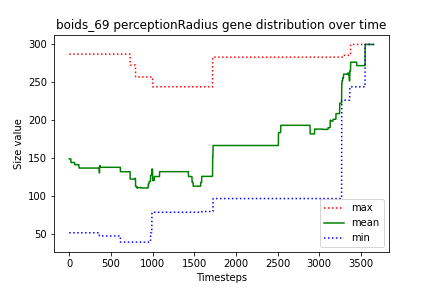 boids_69 perceptionRadius gene distribution over time
300
250
200
150
100
50
Size value
0 500 1000 1500 2000 2500 3000 3500
Timesteps
max
mean
min